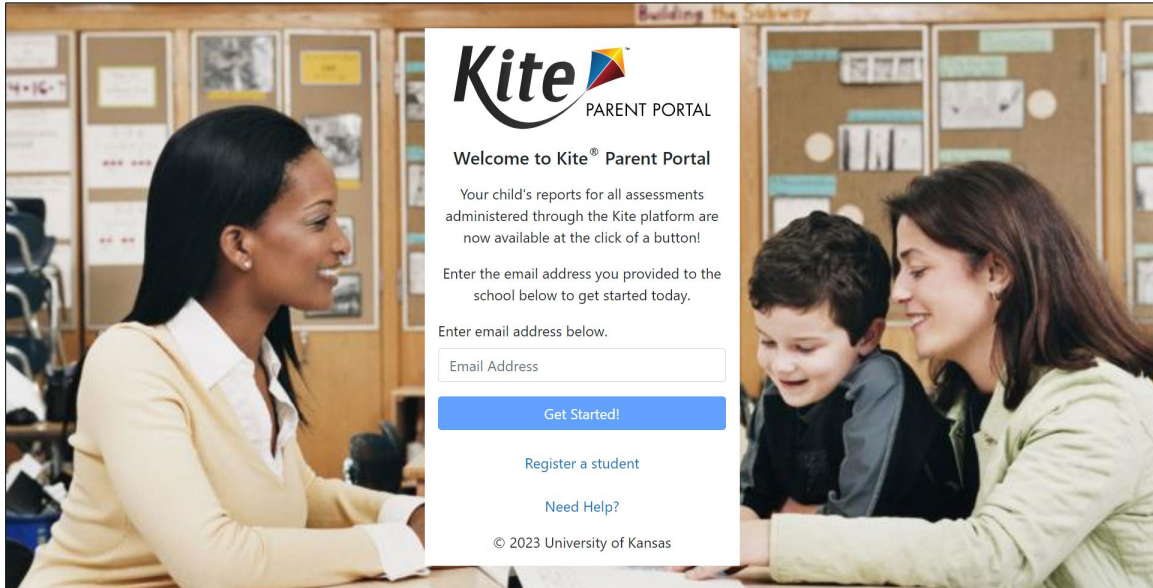 Building the Subway
Kite™
PARENT PORTAL
Welcome to Kite® Parent Portal
Your child's reports for all assessments
administered through the Kite platform are
now available at the click of a button!
Enter the email address you provided to the
school below to get started today.
Enter email address below.
Email Address
Get Started!
Register a student
Need Help?
© 2023 University of Kansas